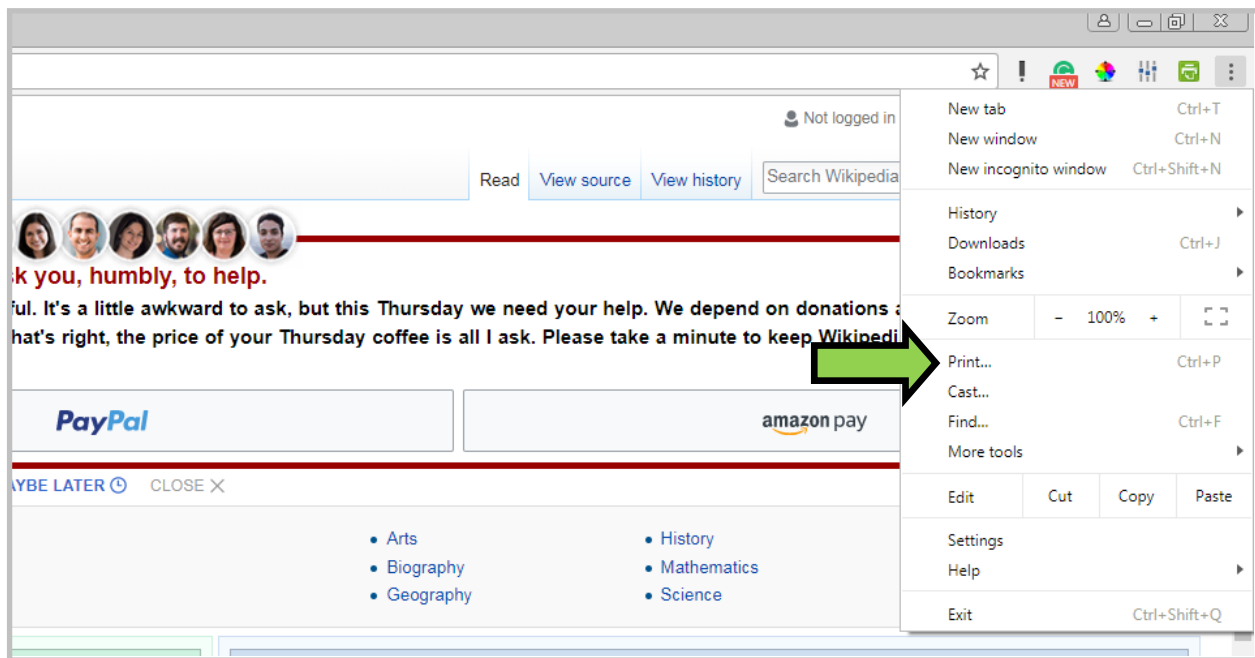 NEW
Not logged in
Read View source View history Search Wikipedia
k you, humbly, to help.
ful. It's a little awkward to ask, but this Thursday we need your help. We depend on donations
hat's right, the price of your Thursday coffee is all I ask. Please take a minute to keep Wikipedi
PayPal amazon pay
YBE LATER CLOSE
Arts
Biography
Geography
History
Mathematics
Science
New tab Ctrl+T
New window Ctrl+N
New incognito window Ctrl+Shift+N
History
Downloads Ctrl+J
Bookmarks
Zoom - 100% +
Print... Ctrl+P
Cast...
Find... Ctrl+F
More tools
Edit Cut Copy Paste
Settings
Help
Exit Ctrl+Shift+Q